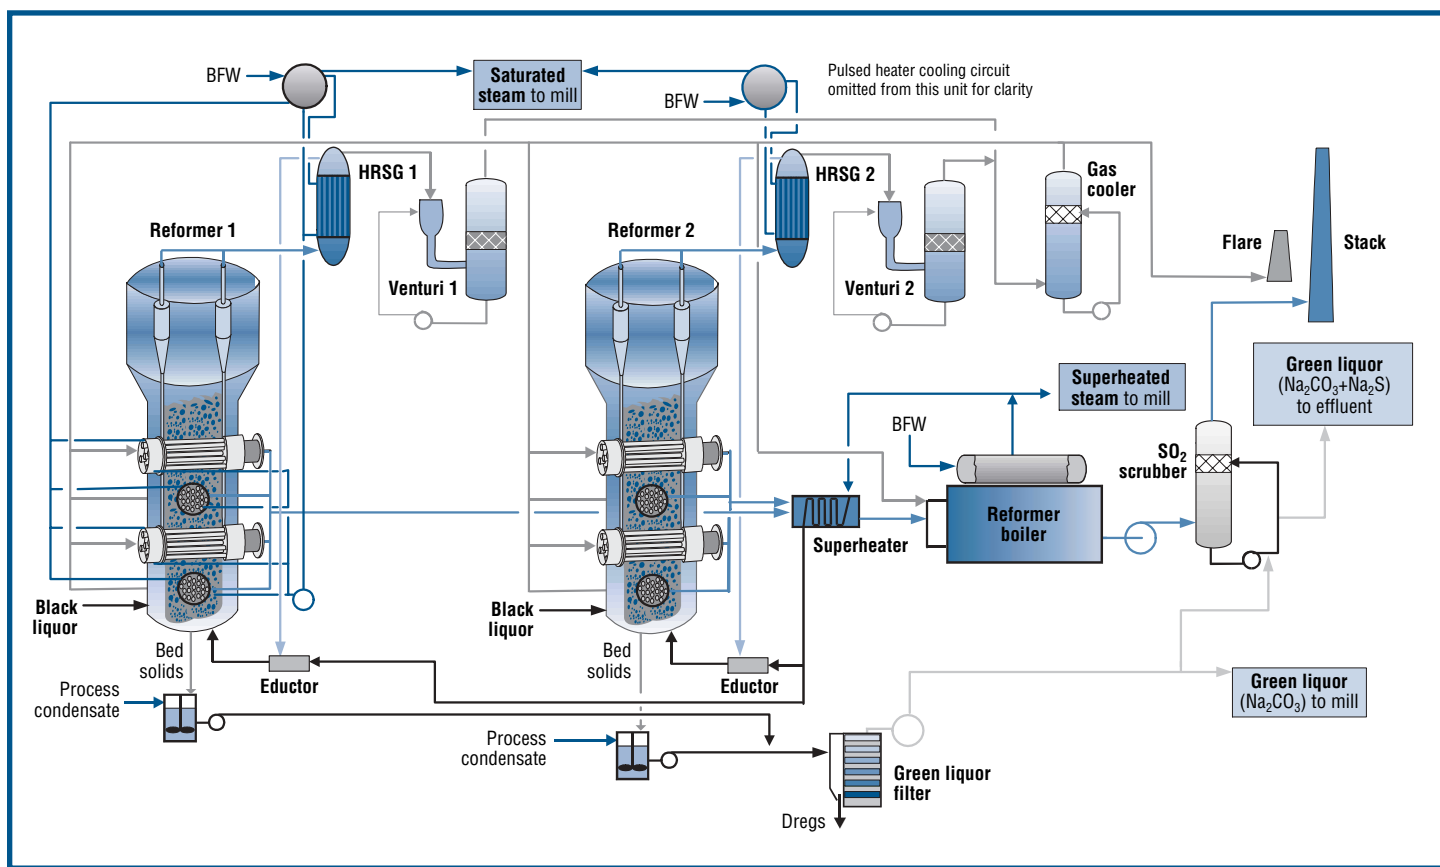 BFW
Saturated
steam to mill
BFW
Pulsed heater cooling circuit
omitted from this unit for clarity
HRSG 1
HRSG 2
Gas
cooler
Reformer 1
Reformer 2
Flare
Stack
Venturi 1
Venturi 2
Green liquor
(Na₂CO₃+Na₂S)
to effluent
Superheated
steam to mill
BFW
SO₂
scrubber
Reformer
boiler
Superheater
Black
liquor
Black
liquor
Bed
solids
Bed
solids
Eductor
Eductor
Process
condensate
Green liquor
(Na₂CO₃) to mill
Process
condensate
Green liquor
filter
Dregs